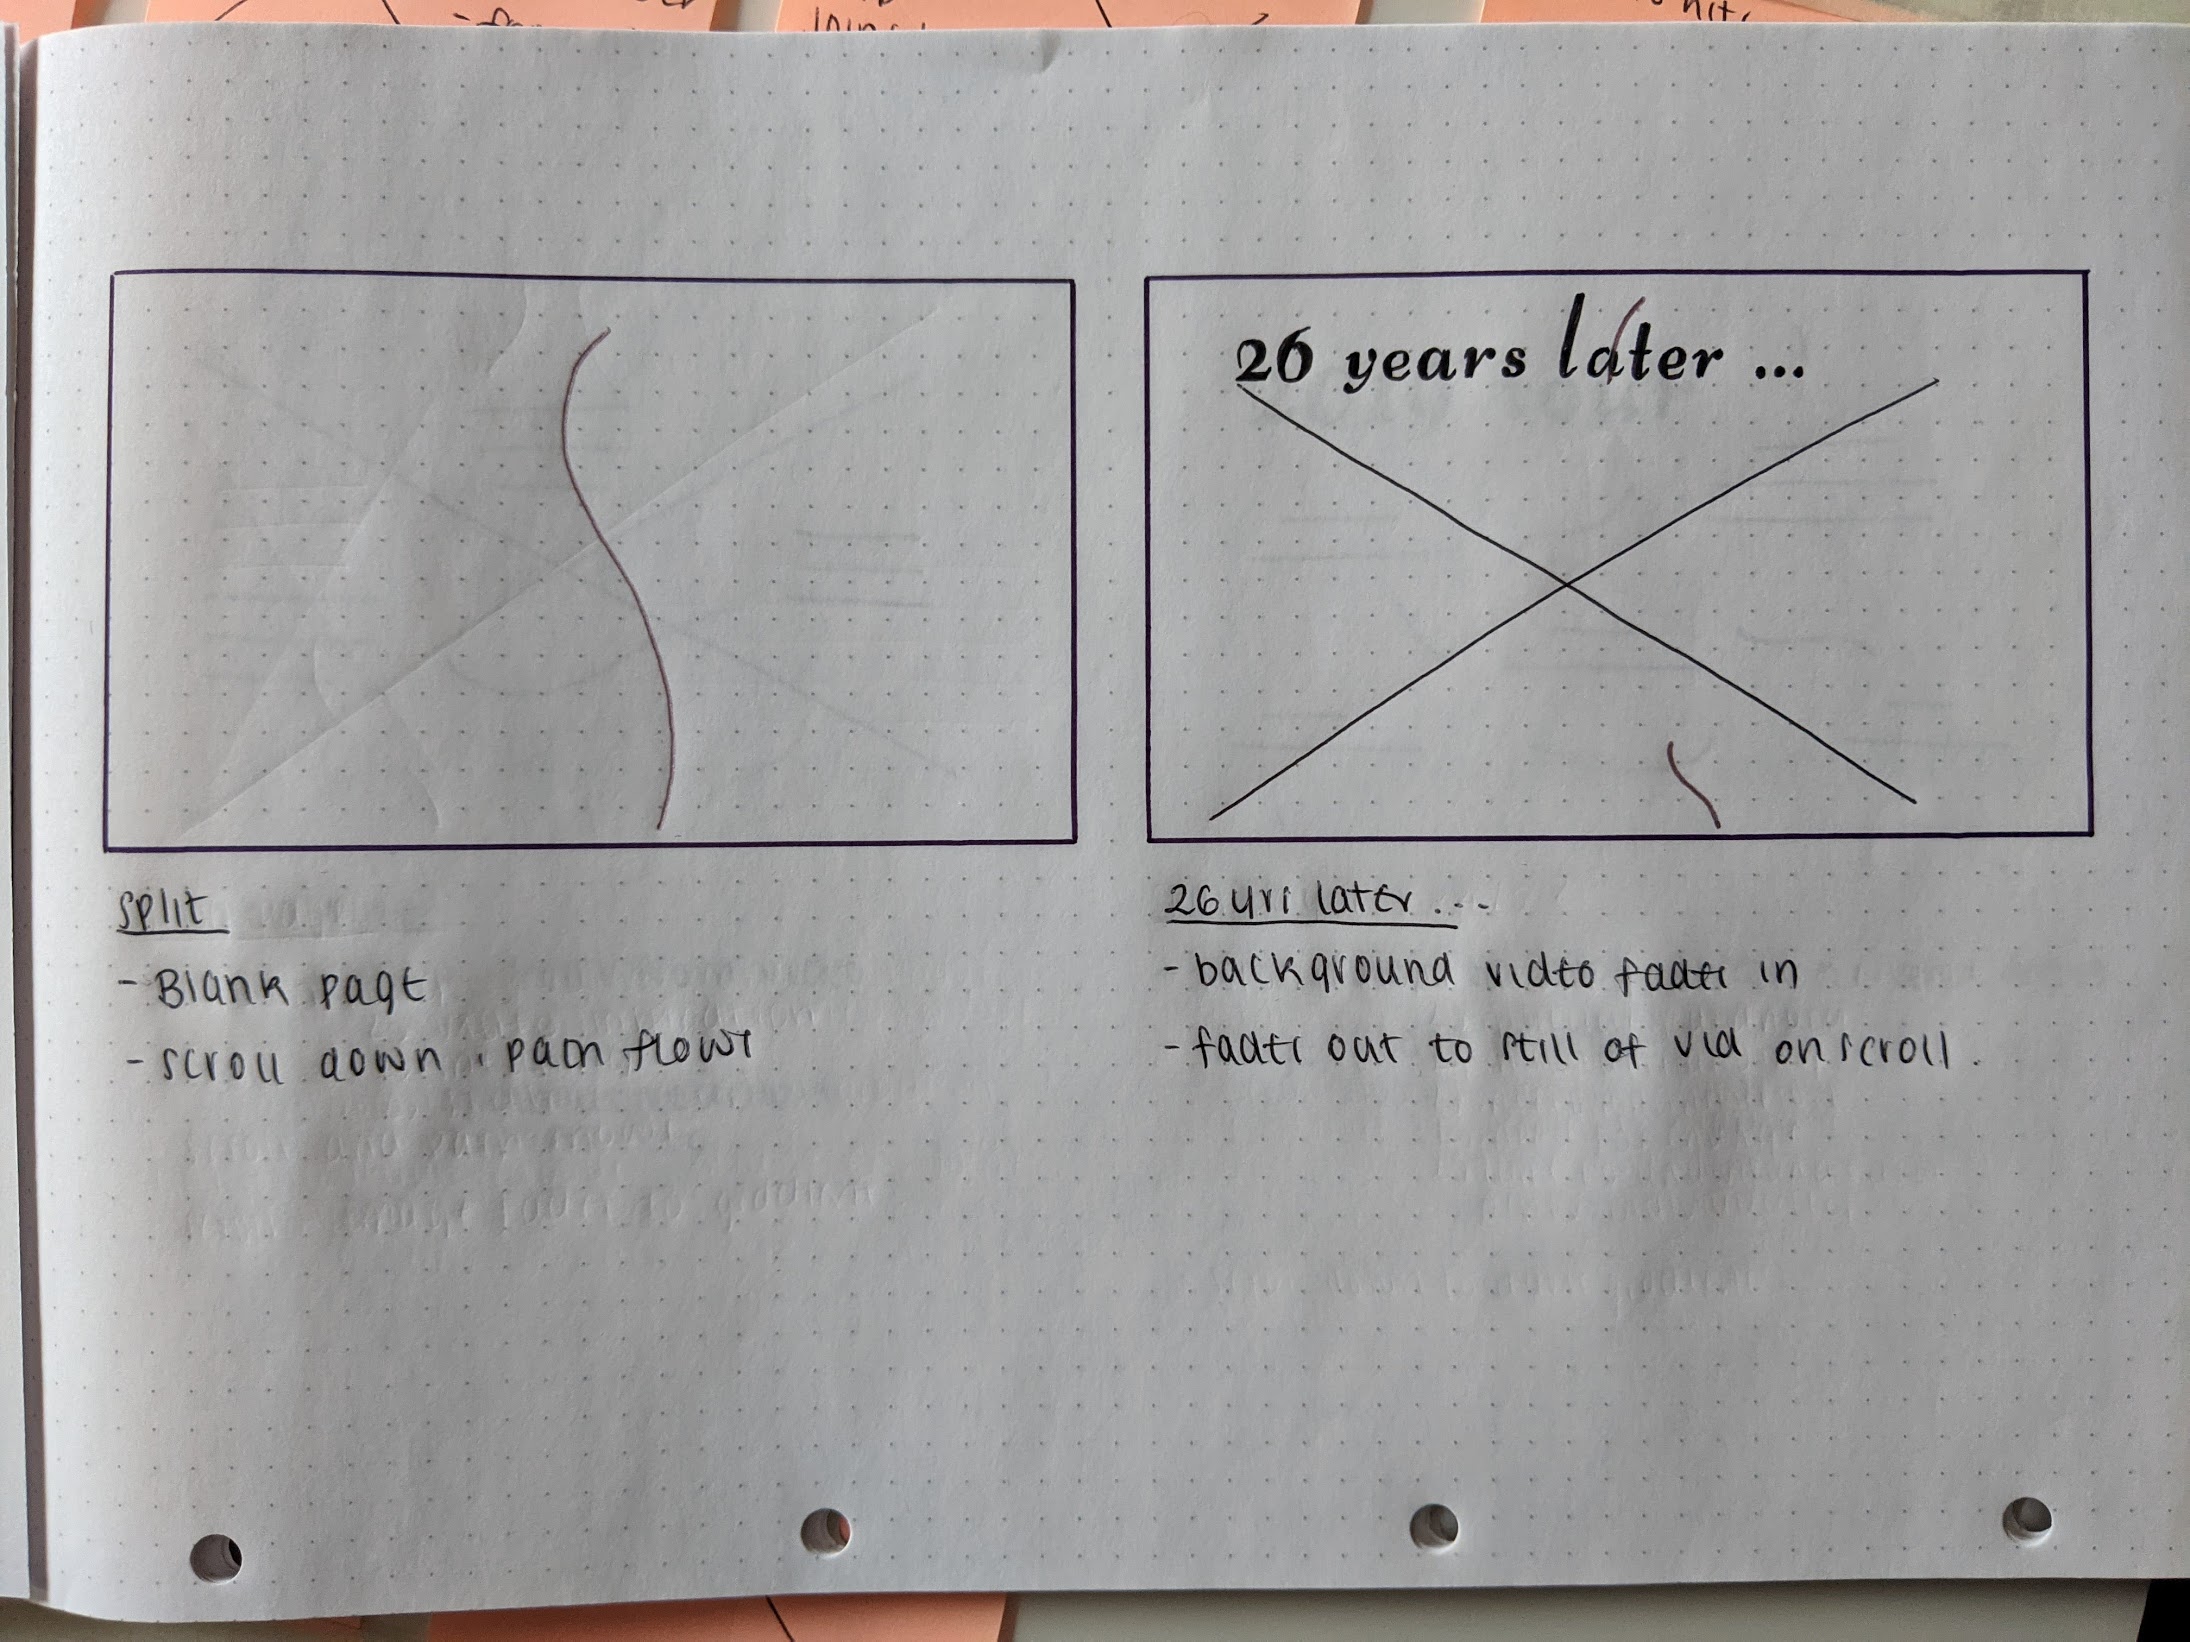 26 years later ...
split
- Blank page
- scroll down, path flows
26 yrs later ...
- background video fades in
- fades out to still of vid on scroll.